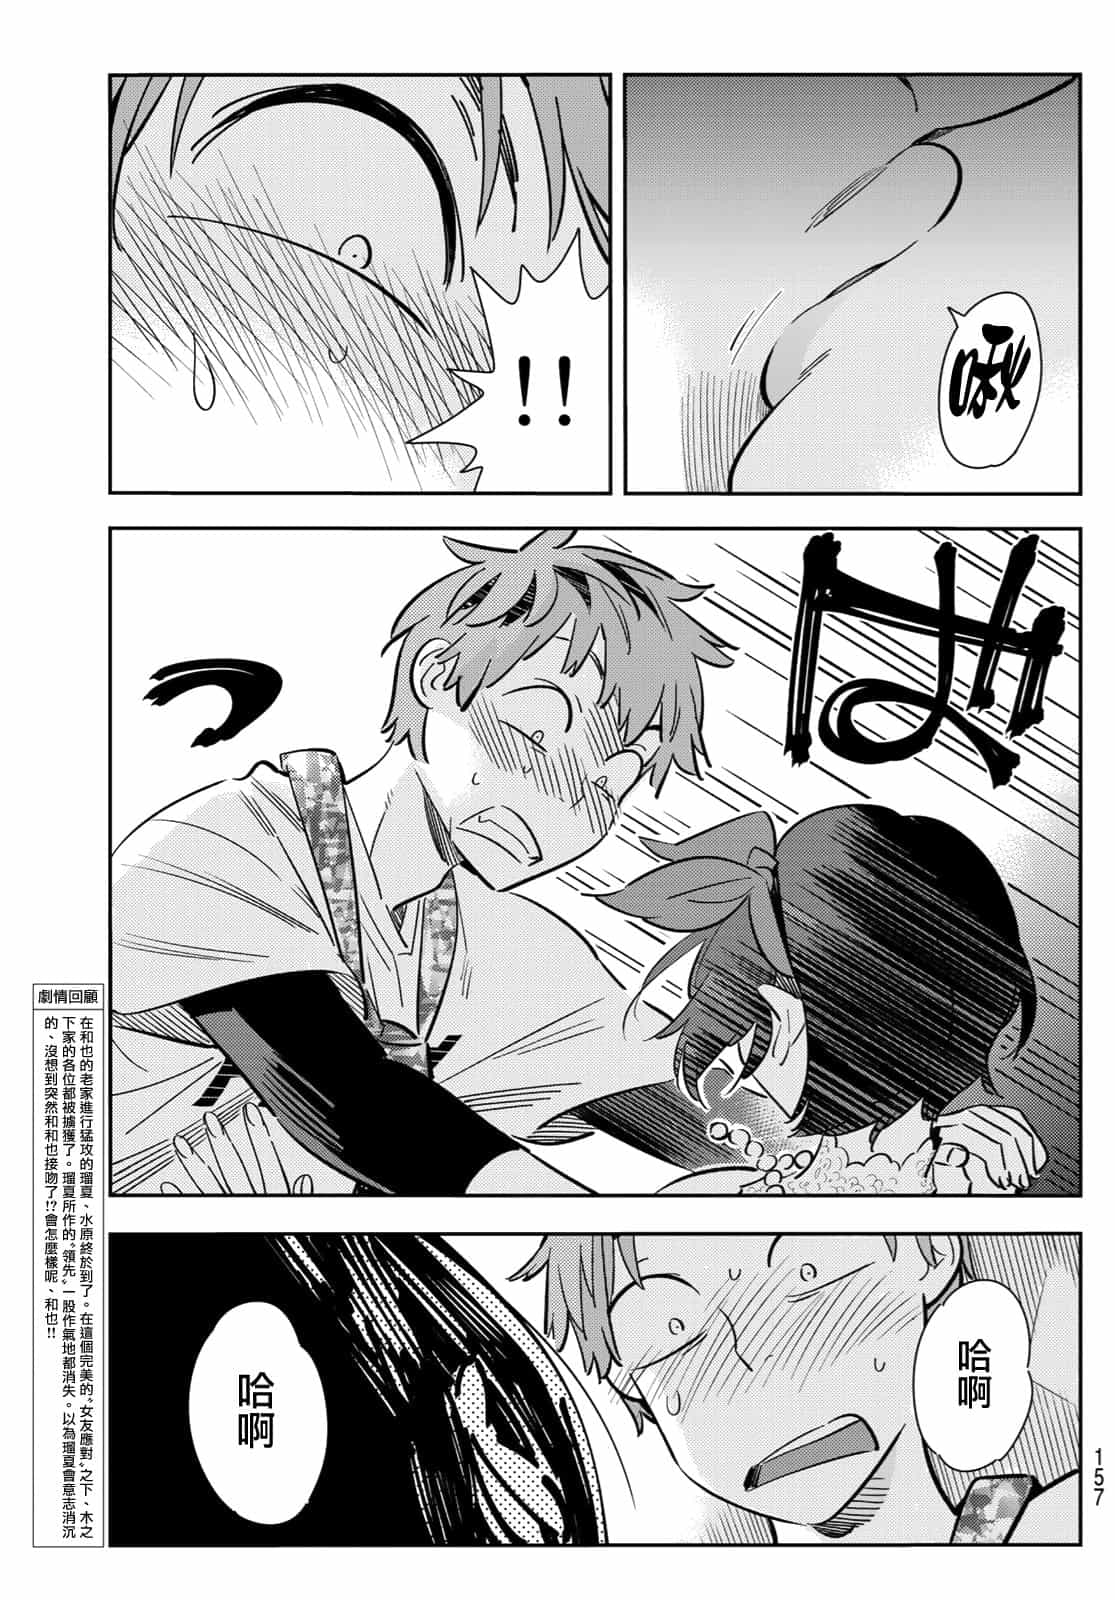 啾
!!
ぱっ
哈啊
哈啊
劇情回顧
在和也的老家進行猛攻的瑠夏、水原終於到了。在這個完美的〝女友應對〞之下、木之
下家的各位都被擄獲了。瑠夏所作的〝領先〞一股作氣地都消失。以為瑠夏會意志消沉
的、沒想到突然和和也接吻了!?會怎麼樣呢、和也!!
157